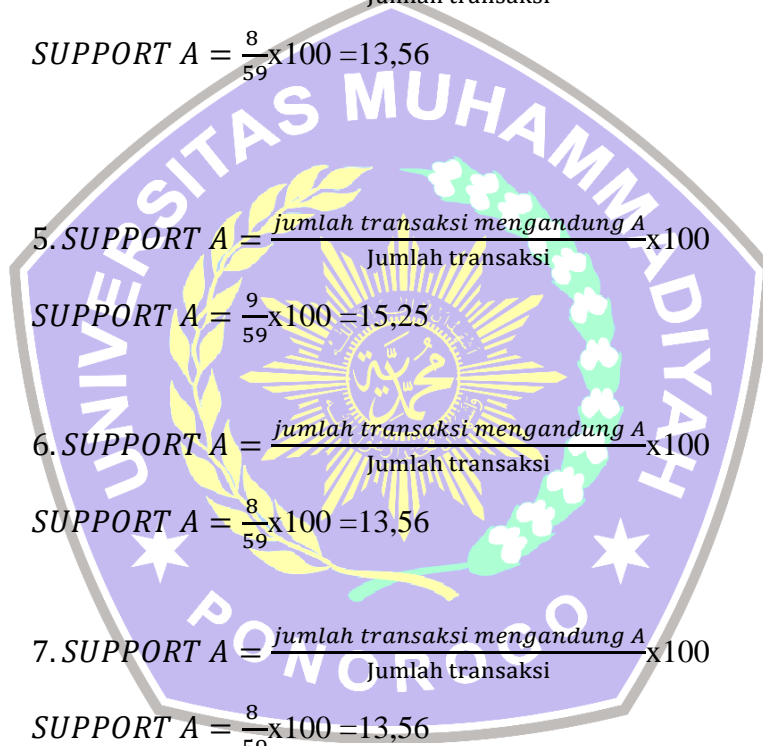 Jumlah transaksi
SUPPORT A = 8/59 x100 =13,56
5. SUPPORT A = jumlah transaksi mengandung A / Jumlah transaksi x100
SUPPORT A = 9/59 x100 =15,25
6. SUPPORT A = jumlah transaksi mengandung A / Jumlah transaksi x100
SUPPORT A = 8/59 x100 =13,56
7. SUPPORT A = jumlah transaksi mengandung A / Jumlah transaksi x100
SUPPORT A = 8/59 x100 =13,56
UNIVERSITAS MUHAMMADIYAH
PONOROGO